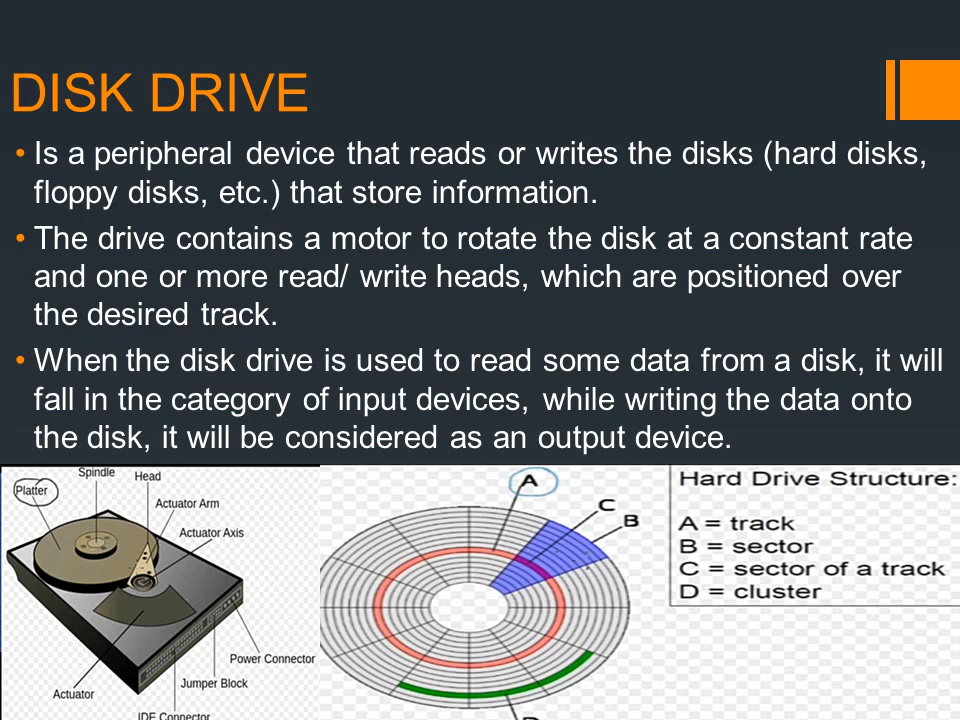 DISK DRIVE
• Is a peripheral device that reads or writes the disks (hard disks,
floppy disks, etc.) that store information.
• The drive contains a motor to rotate the disk at a constant rate
and one or more read/ write heads, which are positioned over
the desired track.
• When the disk drive is used to read some data from a disk, it will
fall in the category of input devices, while writing the data onto
the disk, it will be considered as an output device.
Spindle
Head
Platter
Actuator Arm
Actuator Axis
Power Connector
Jumper Block
Actuator
IDE Connector
A
C
B
D
Hard Drive Structure:
A = track
B = sector
C = sector of a track
D = cluster